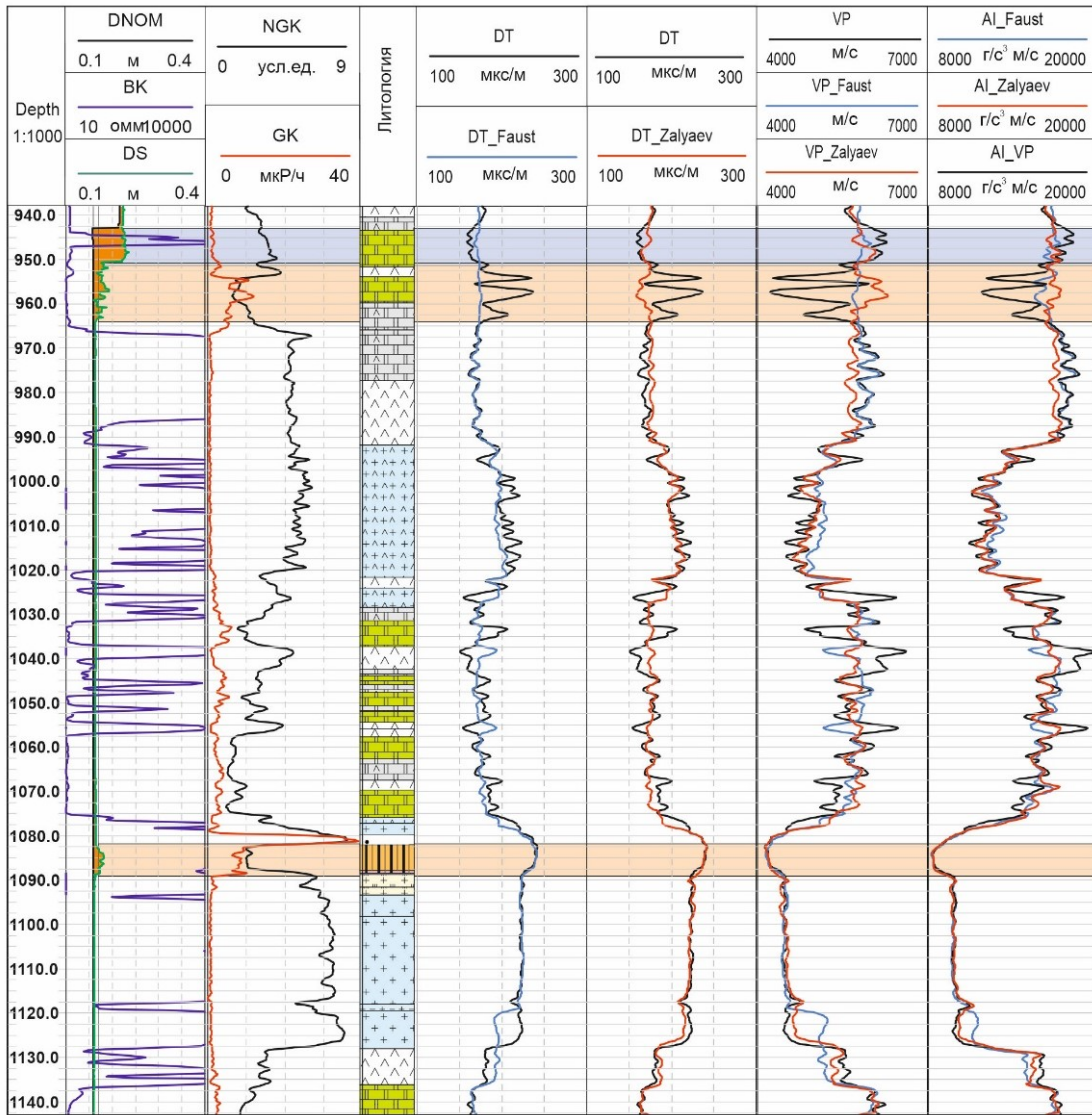 DNOM
0.1 м 0.4
BK
10 омм 10000
DS
0.1 м 0.4
NGK
0 усл.ед. 9
GK
0 мкР/ч 40
Литология
DT
100 мкс/м 300
DT_Faust
100 мкс/м 300
DT
100 мкс/м 300
DT_Zalyaev
100 мкс/м 300
VP
4000 м/с 7000
VP_Faust
4000 м/с 7000
VP_Zalyaev
4000 м/с 7000
AI_Faust
8000 г/с³ м/с 20000
AI_Zalyaev
8000 г/с³ м/с 20000
AI_VP
8000 г/с³ м/с 20000
Depth
1:1000
940.0
950.0
960.0
970.0
980.0
990.0
1000.0
1010.0
1020.0
1030.0
1040.0
1050.0
1060.0
1070.0
1080.0
1090.0
1100.0
1110.0
1120.0
1130.0
1140.0